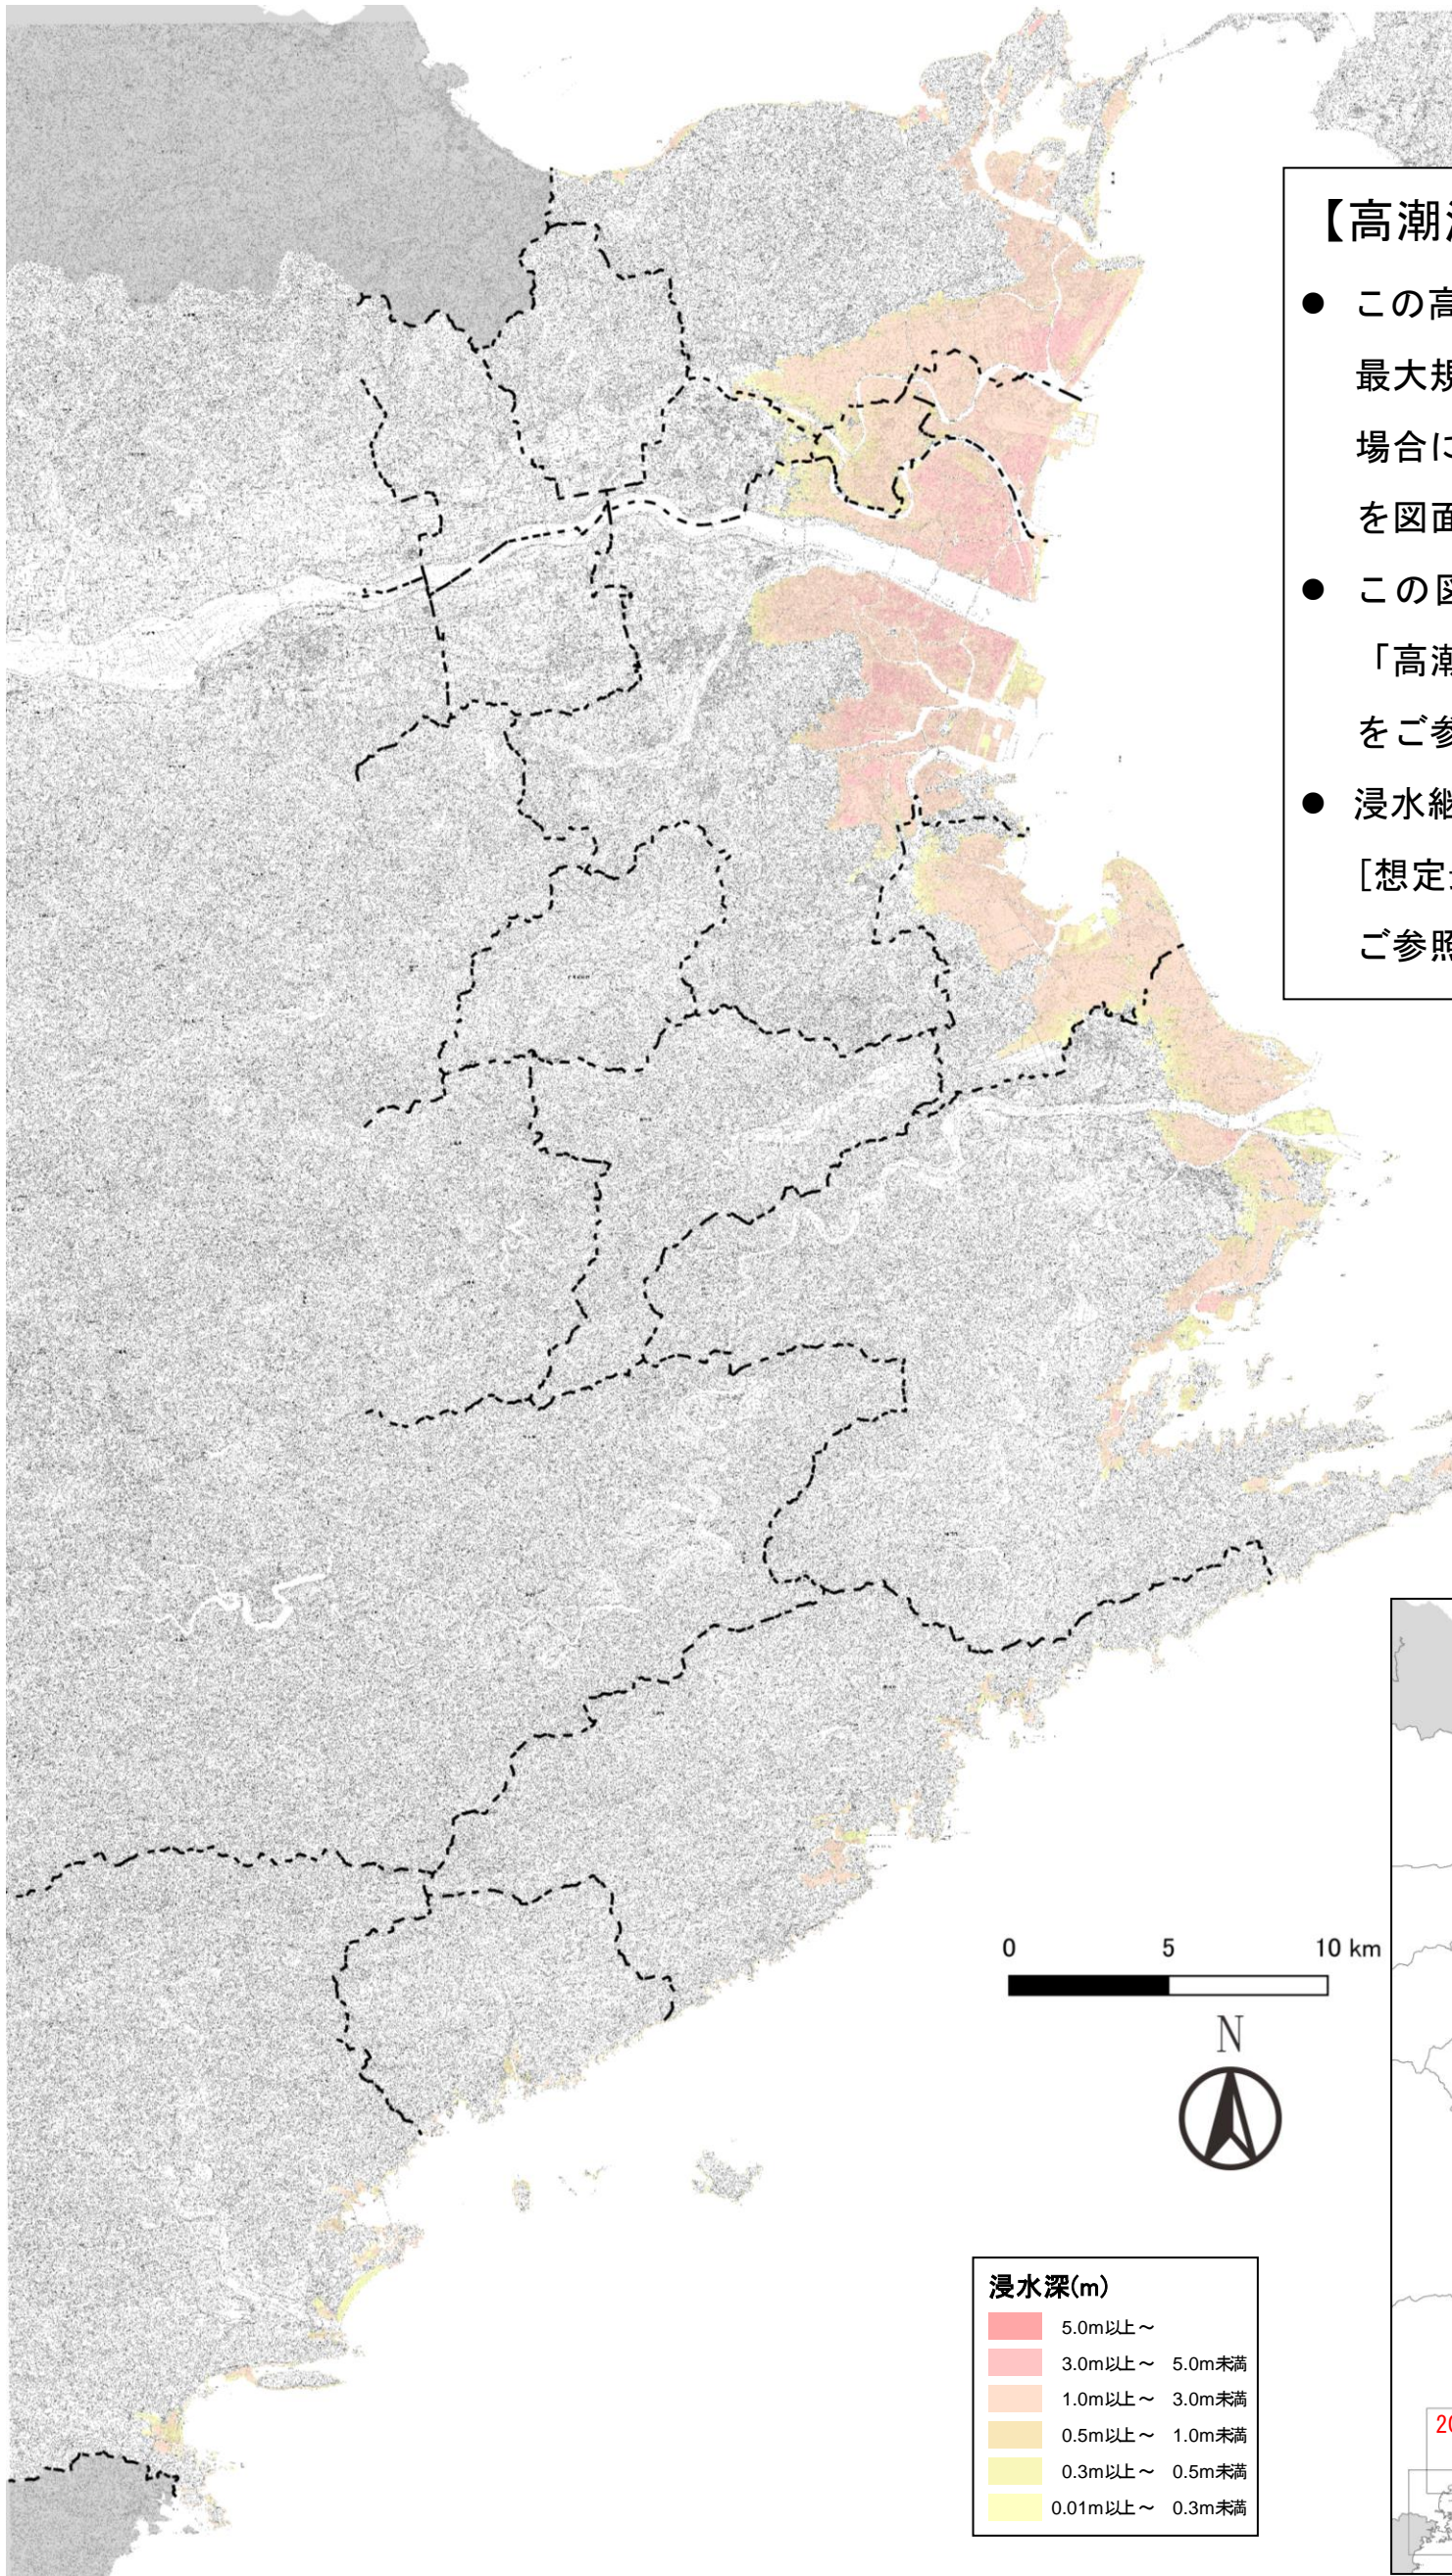 【高潮
● この高
最大規
場合に
を図面
● この図
「高潮
をご参
● 浸水継
[想定
ご参照
0 5 10 km
N
浸水深(m)
5.0m以上～
3.0m以上～ 5.0m未満
1.0m以上～ 3.0m未満
0.5m以上～ 1.0m未満
0.3m以上～ 0.5m未満
0.01m以上～ 0.3m未満